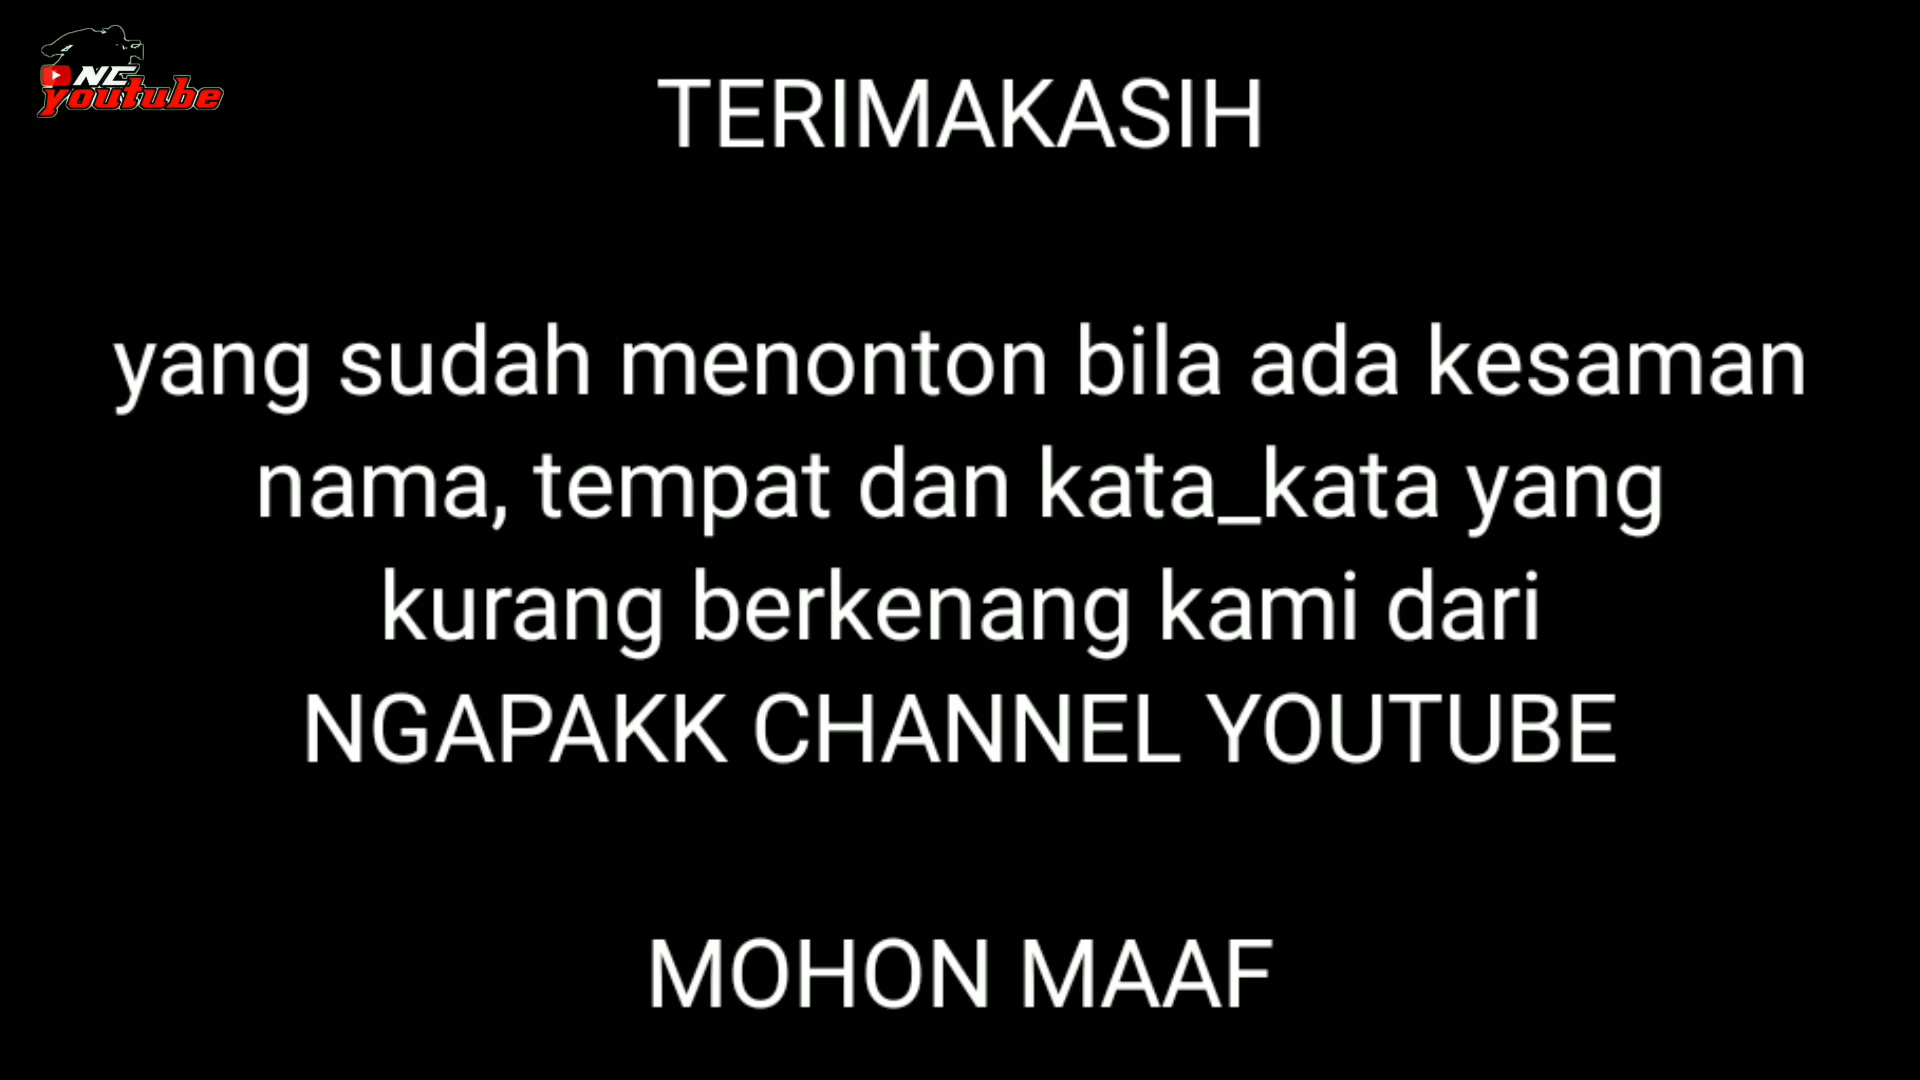 NC
youtube
TERIMAKASIH
yang sudah menonton bila ada kesaman
nama, tempat dan kata_kata yang
kurang berkenang kami dari
NGAPAKK CHANNEL YOUTUBE
MOHON MAAF